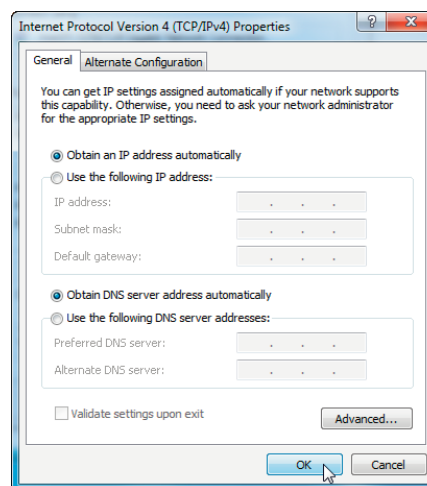 Internet Protocol Version 4 (TCP/IPv4) Properties
General
Alternate Configuration
You can get IP settings assigned automatically if your network supports
this capability. Otherwise, you need to ask your network administrator
for the appropriate IP settings.
Obtain an IP address automatically
Use the following IP address:
IP address:
Subnet mask:
Default gateway:
Obtain DNS server address automatically
Use the following DNS server addresses:
Preferred DNS server:
Alternate DNS server:
Validate settings upon exit
Advanced...
OK
Cancel